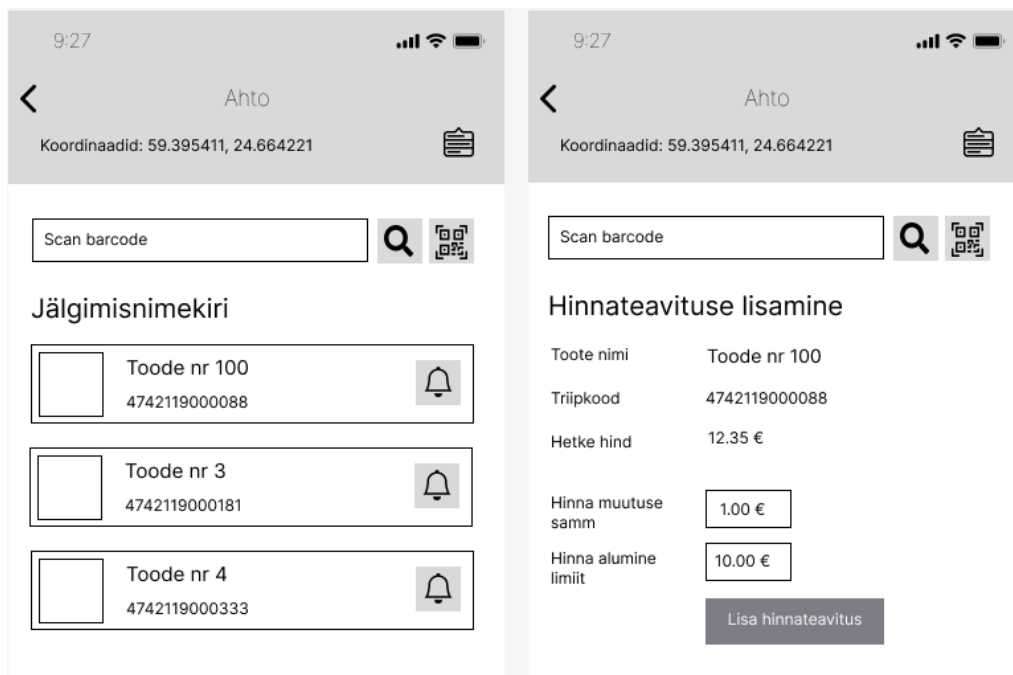 9:27
Ahto
Koordinaadid: 59.395411, 24.664221
Scan barcode
Jälgimisnimekiri
Toode nr 100
4742119000088
Toode nr 3
4742119000181
Toode nr 4
4742119000333
9:27
Ahto
Koordinaadid: 59.395411, 24.664221
Scan barcode
Hinnateavituse lisamine
Toote nimi Toode nr 100
Triipkood 4742119000088
Hetke hind 12.35 €
Hinna muutuse
samm 1.00 €
Hinna alumine
limiit 10.00 €
Lisa hinnateavitus